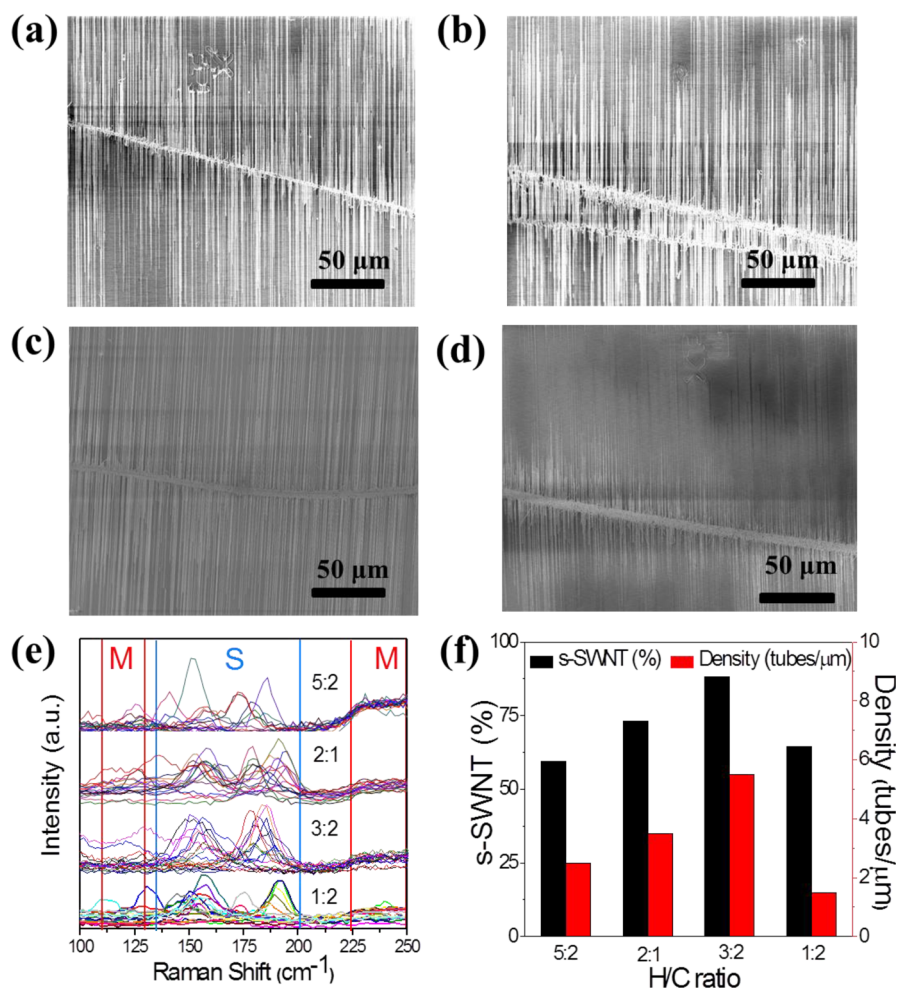 (a)
50 µm
(b)
50 µm
(c)
50 µm
(d)
50 µm
(e)
M S M
5:2
2:1
3:2
1:2
Intensity (a.u.)
100 125 150 175 200 225 250
Raman Shift (cm⁻¹)
(f)
s-SWNT (%) Density (tubes/µm)
100
75
50
25
0
s-SWNT (%)
10
8
6
4
2
0
Density (tubes/µm)
5:2 2:1 3:2 1:2
H/C ratio